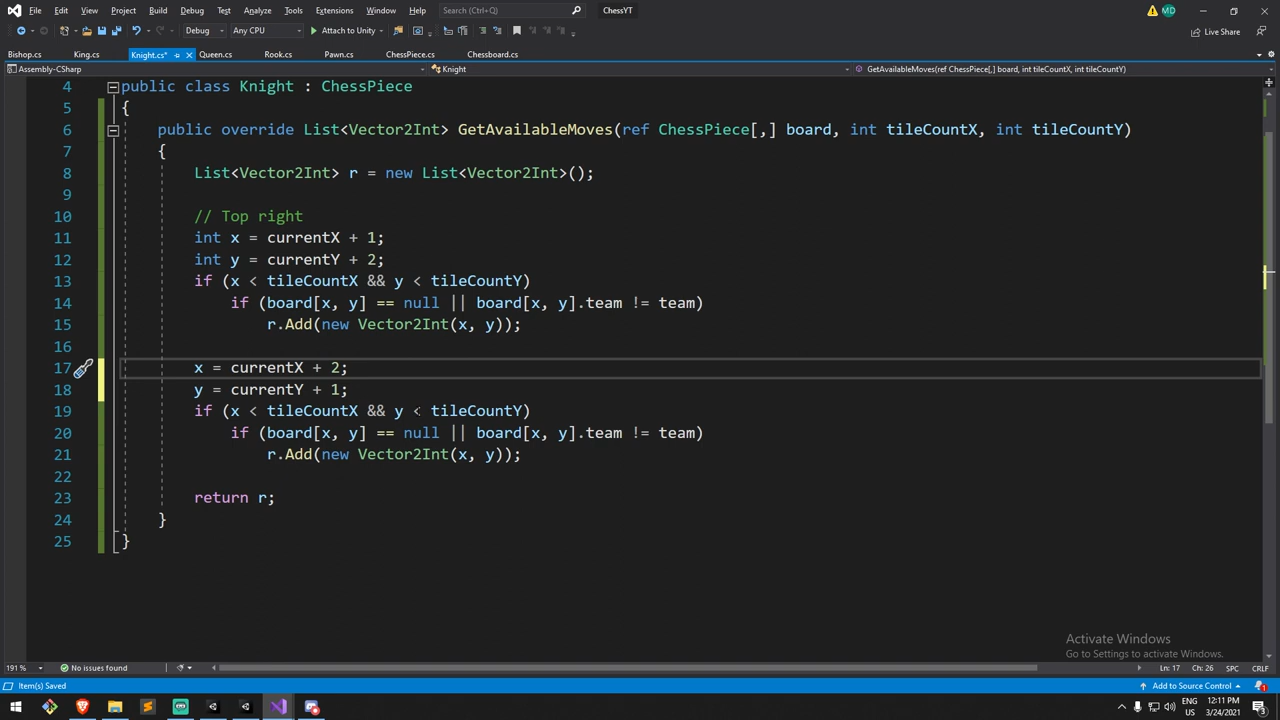 File Edit View Project Build Debug Test Analyze Tools Extensions Window Help Search (Ctrl+Q) ChessYT MD
Debug Any CPU Attach to Unity Live Share
Bishop.cs King.cs Knight.cs* Queen.cs Rook.cs Pawn.cs ChessPiece.cs Chessboard.cs
Assembly-CSharp Knight GetAvailableMoves(ref ChessPiece[,] board, int tileCountX, int tileCountY)
4 public class Knight : ChessPiece
5 {
6 public override List<Vector2Int> GetAvailableMoves(ref ChessPiece[,] board, int tileCountX, int tileCountY)
7 {
8 List<Vector2Int> r = new List<Vector2Int>();
9
10 // Top right
11 int x = currentX + 1;
12 int y = currentY + 2;
13 if (x < tileCountX && y < tileCountY)
14 if (board[x, y] == null || board[x, y].team != team)
15 r.Add(new Vector2Int(x, y));
16
17 x = currentX + 2;
18 y = currentY + 1;
19 if (x < tileCountX && y < tileCountY)
20 if (board[x, y] == null || board[x, y].team != team)
21 r.Add(new Vector2Int(x, y));
22
23 return r;
24 }
25 }
Activate Windows
Go to Settings to activate Windows.
191 % No issues found Ln: 17 Ch: 26 SPC CRLF
Item(s) Saved Add to Source Control 1
ENG 12:11 PM
US 3/24/2021 3